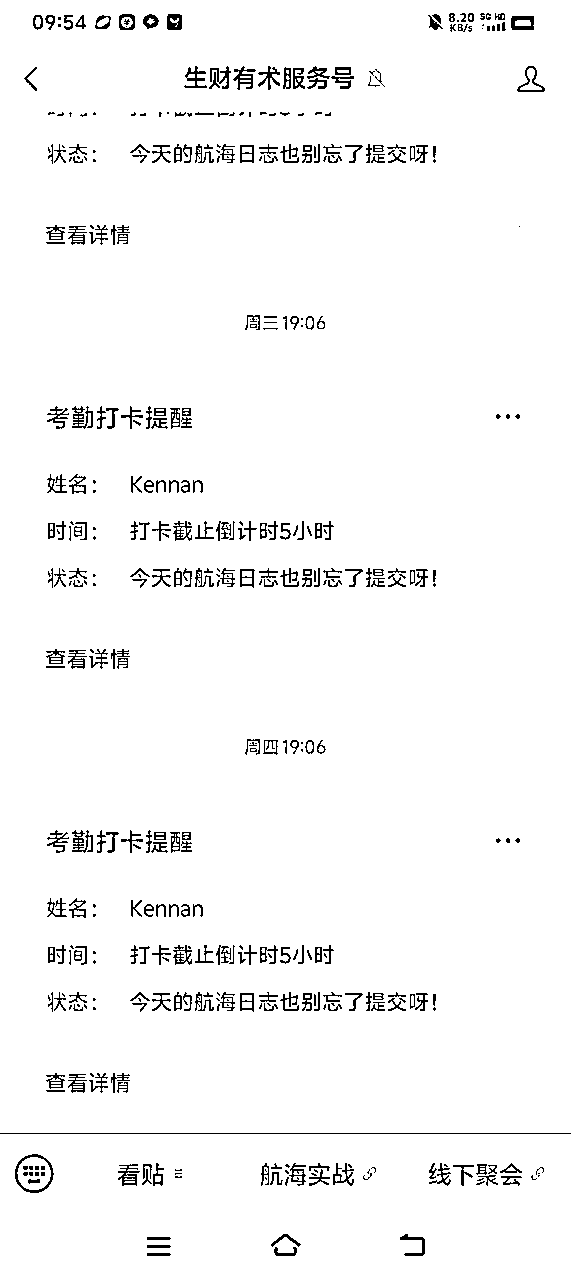 09:54
8.20 KB/s 5G HD
生财有术服务号
状态： 今天的航海日志也别忘了提交呀！
查看详情
周三 19:06
考勤打卡提醒
姓名： Kennan
时间： 打卡截止倒计时5小时
状态： 今天的航海日志也别忘了提交呀！
查看详情
周四 19:06
考勤打卡提醒
姓名： Kennan
时间： 打卡截止倒计时5小时
状态： 今天的航海日志也别忘了提交呀！
查看详情
看贴 航海实战 线下聚会